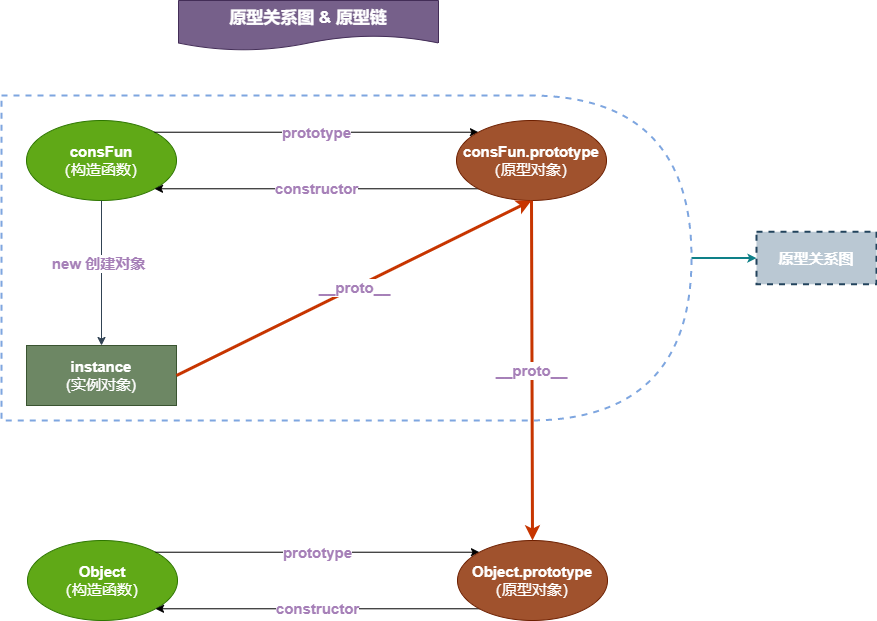 原型关系图 & 原型链
prototype
consFun
(构造函数)
consFun.prototype
(原型对象)
constructor
new 创建对象
原型关系图
__proto__
instance
(实例对象)
__proto__
prototype
Object
(构造函数)
Object.prototype
(原型对象)
constructor